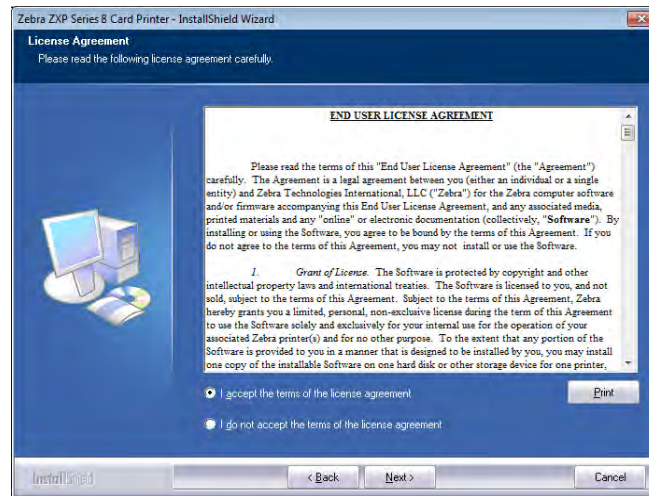 Zebra ZXP Series 8 Card Printer - InstallShield Wizard
License Agreement
Please read the following license agreement carefully.
END USER LICENSE AGREEMENT
Please read the terms of this "End User License Agreement" (the "Agreement")
carefully. The Agreement is a legal agreement between you (either an individual or a single
entity) and Zebra Technologies International, LLC ("Zebra") for the Zebra computer software
and/or firmware accompanying this End User License Agreement, and any associated media,
printed materials and any "online" or electronic documentation (collectively, "Software"). By
installing or using the Software, you agree to be bound by the terms of this Agreement. If you
do not agree to the terms of this Agreement, you may not install or use the Software.
1. Grant of License. The Software is protected by copyright and other
intellectual property laws and international treaties. The Software is licensed to you, and not
sold, subject to the terms of this Agreement. Subject to the terms of this Agreement, Zebra
hereby grants you a limited, personal, non-exclusive license during the term of this Agreement
to use the Software solely and exclusively for your internal use for the operation of your
associated Zebra printer(s) and for no other purpose. To the extent that any portion of the
Software is provided to you in a manner that is designed to be installed by you, you may install
one copy of the installable Software on one hard disk or other storage device for one printer,
I accept the terms of the license agreement
Print
I do not accept the terms of the license agreement
InstallShield
< Back
Next >
Cancel